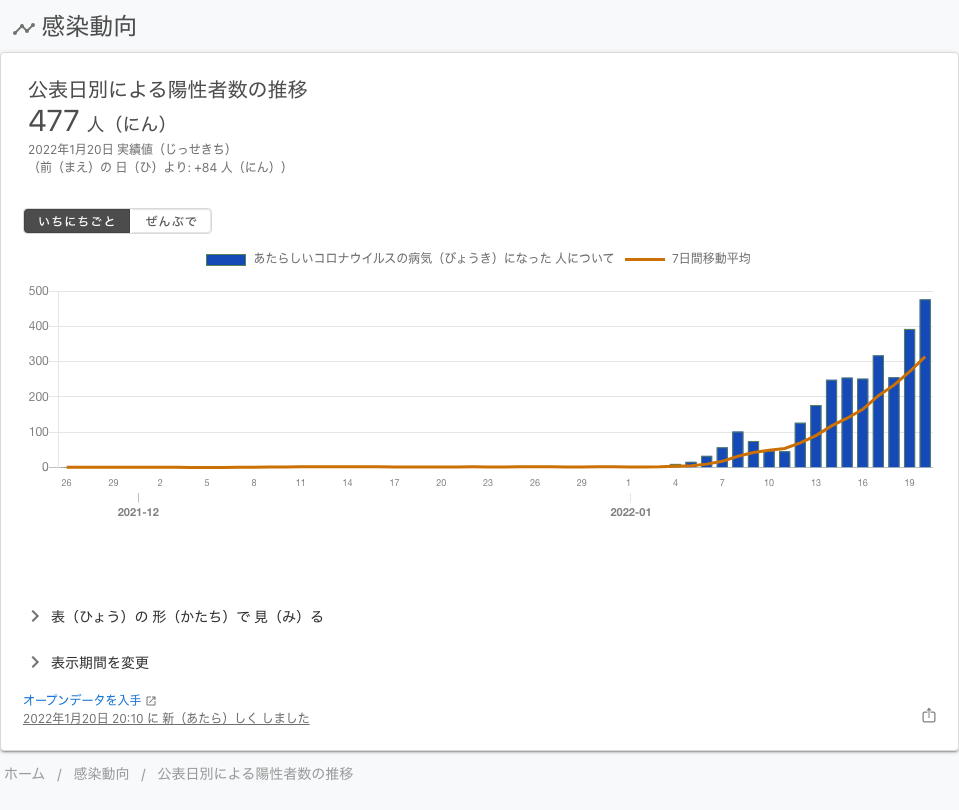 感染動向
公表日別による陽性者数の推移
477 人（にん）
2022年1月20日 実績値（じっせきち）
（前（まえ）の 日（ひ）より: +84 人（にん））
いちにちごと ぜんぶで
あたらしいコロナウイルスの病気（びょうき）になった 人について 7日間移動平均
500
400
300
200
100
0
26 29 2 5 8 11 14 17 20 23 26 29 1 4 7 10 13 16 19
2021-12 2022-01
表（ひょう）の 形（かたち）で 見（み）る
表示期間を変更
オープンデータを入手
2022年1月20日 20:10 に 新（あたら）しく しました
ホーム / 感染動向 / 公表日別による陽性者数の推移